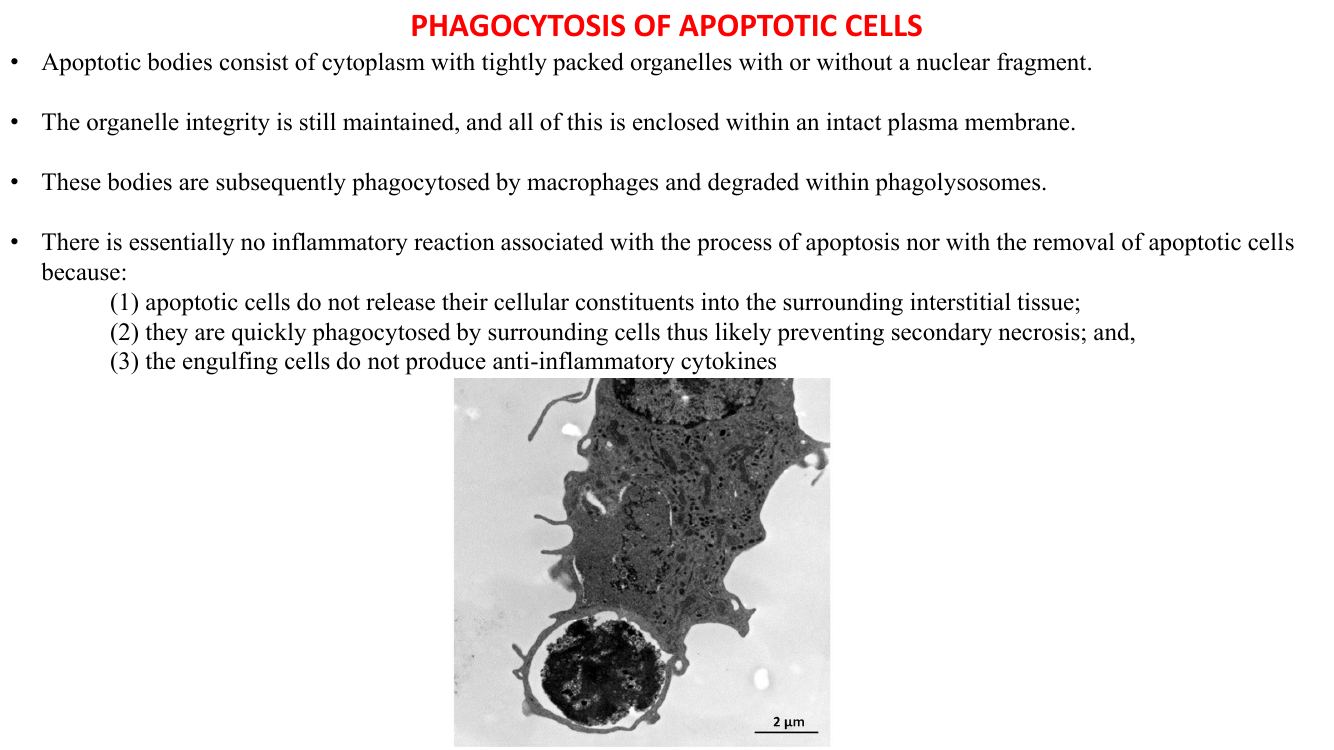 PHAGOCYTOSIS OF APOPTOTIC CELLS
• Apoptotic bodies consist of cytoplasm with tightly packed organelles with or without a nuclear fragment.
• The organelle integrity is still maintained, and all of this is enclosed within an intact plasma membrane.
• These bodies are subsequently phagocytosed by macrophages and degraded within phagolysosomes.
• There is essentially no inflammatory reaction associated with the process of apoptosis nor with the removal of apoptotic cells
because:
(1) apoptotic cells do not release their cellular constituents into the surrounding interstitial tissue;
(2) they are quickly phagocytosed by surrounding cells thus likely preventing secondary necrosis; and,
(3) the engulfing cells do not produce anti-inflammatory cytokines
2 µm